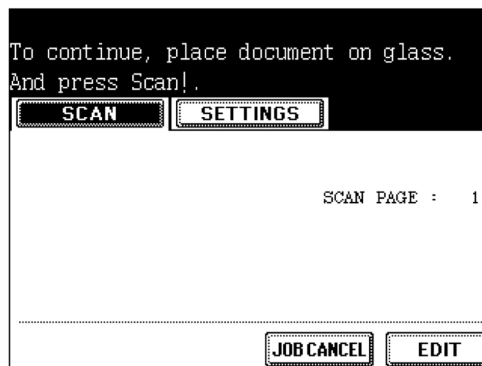 To continue, place document on glass.
And press Scan!.
SCAN SETTINGS
SCAN PAGE : 1
JOB CANCEL EDIT